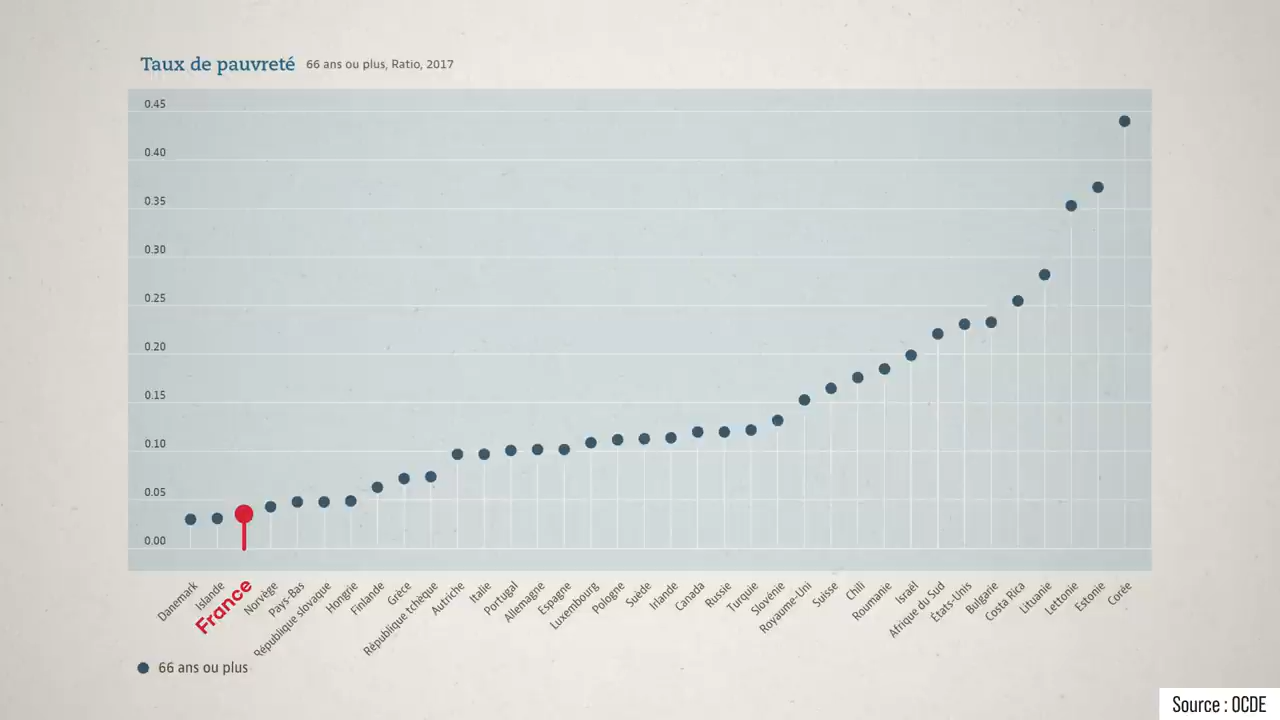 Taux de pauvreté 66 ans ou plus, Ratio, 2017
0.45
0.40
0.35
0.30
0.25
0.20
0.15
0.10
0.05
0.00
Danemark
Islande
France
Norvège
Pays-Bas
République slovaque
Hongrie
Finlande
Grèce
République tchèque
Autriche
Italie
Portugal
Allemagne
Espagne
Luxembourg
Pologne
Suède
Irlande
Canada
Russie
Turquie
Slovénie
Royaume-Uni
Suisse
Chili
Roumanie
Israël
Afrique du Sud
États-Unis
Bulgarie
Costa Rica
Lituanie
Lettonie
Estonie
Corée
66 ans ou plus
Source : OCDE